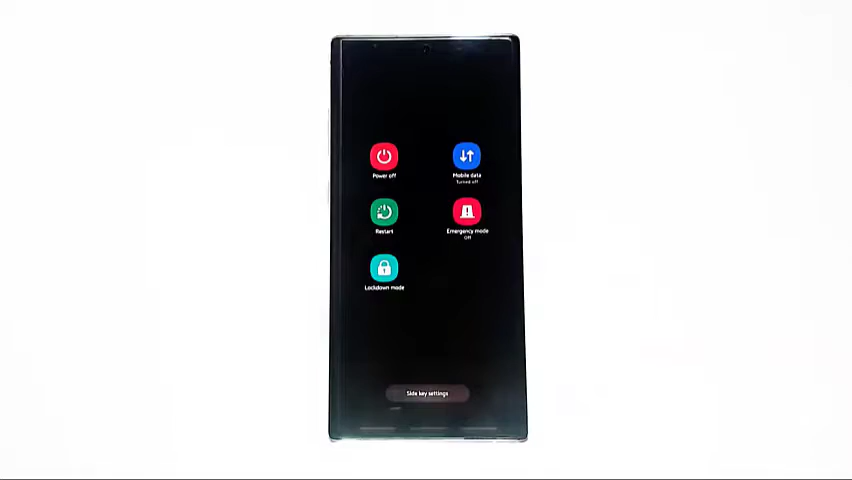 Power off
Mobile data
Turned off
Restart
Emergency mode
Off
Lockdown mode
Side key settings